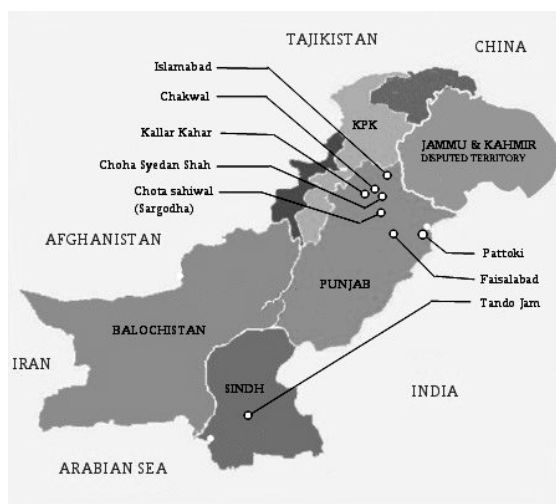 TAJIKISTAN
CHINA
Islamabad
Chakwal
KPK
Kallar Kahar
JAMMU & KAHMIR
DISPUTED TERRITORY
Choha Syedan Shah
Chota sahiwal
(Sargodha)
AFGHANISTAN
Pattoki
Faisalabad
PUNJAB
Tando Jam
BALOCHISTAN
IRAN
SINDH
INDIA
ARABIAN SEA